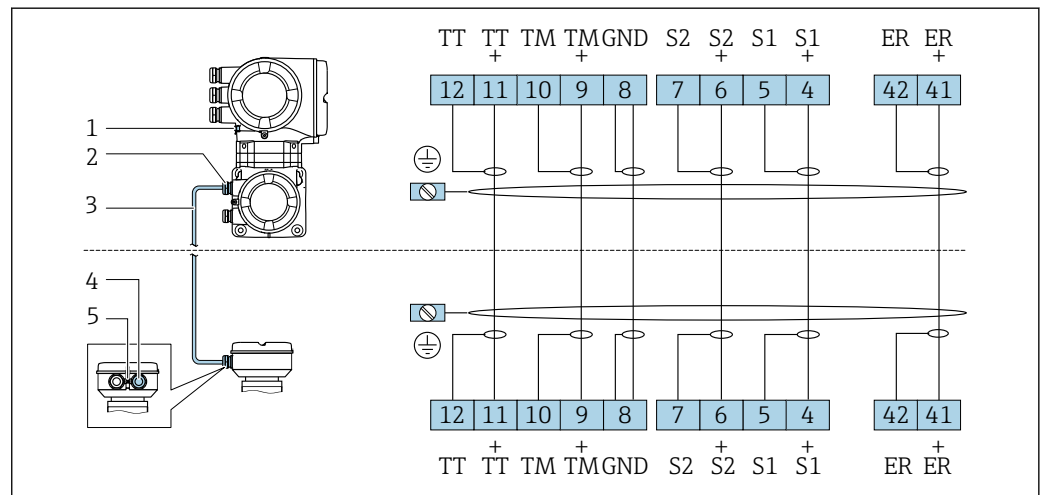 TT TT TM TM GND S2 S2 S1 S1 ER ER
+ + + + +
12 11 10 9 8 7 6 5 4 42 41
1
2
3
4
5
12 11 10 9 8 7 6 5 4 42 41
+ + + + +
TT TT TM TM GND S2 S2 S1 S1 ER ER